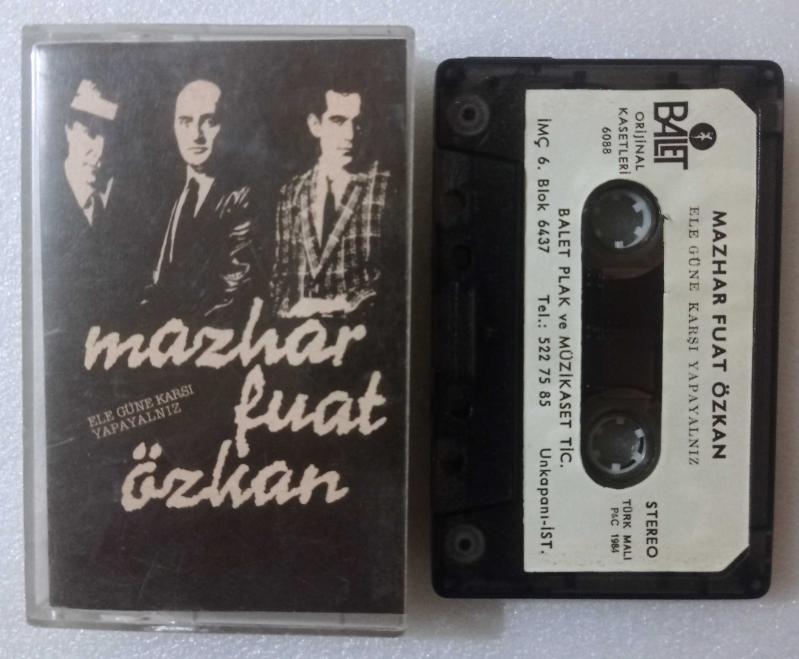 mazhar
fuat
özkan
ELE GÜNE KARŞI
YAPAYALNIZ
BALET
ORİJİNAL
KASETLERİ
6088
MAZHAR FUAT ÖZKAN
ELE GÜNE KARŞI YAPAYALNIZ
STEREO
TÜRK MALI
P&C 1984
BALET PLAK ve MÜZİKASET TİC.
İMÇ 6. Blok 6437 Tel.: 522 75 85 Unkapanı-İST.